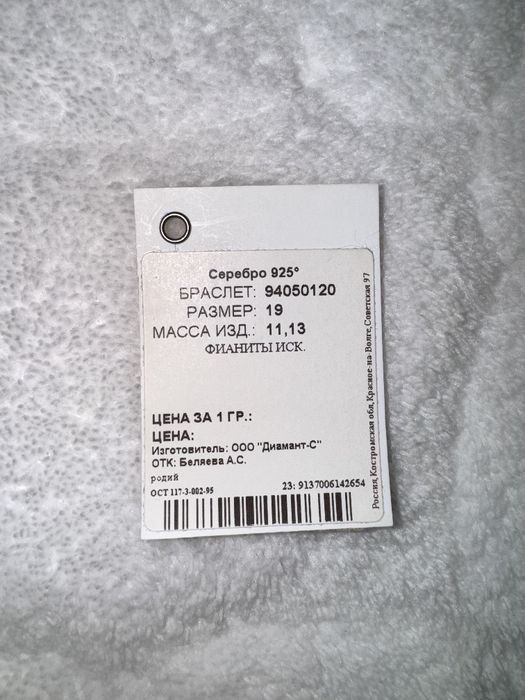 Серебро 925°
БРАСЛЕТ: 94050120
РАЗМЕР: 19
МАССА ИЗД.: 11,13
ФИАНИТЫ ИСК.
ЦЕНА ЗА 1 ГР.:
ЦЕНА:
Изготовитель: ООО "Диамант-С"
ОТК: Беляева А.С.
родий
ОСТ 117-3-002-95 23: 9137006142654
Россия, Костромская обл, Красное-на-Волге, Советская 97